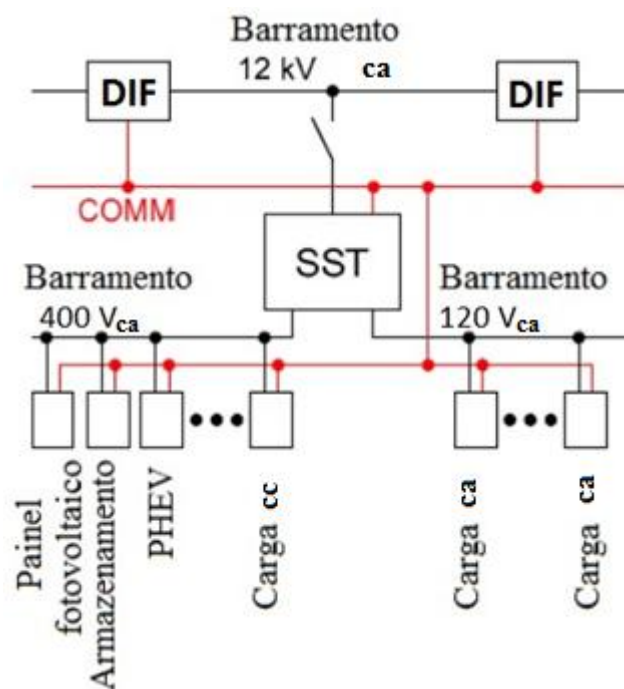 Barramento
12 kV ca
DIF
DIF
COMM
SST
Barramento
400 Vca
Barramento
120 Vca
Painel
fotovoltaico
Armazenamento
PHEV
Carga cc
Carga ca
Carga ca